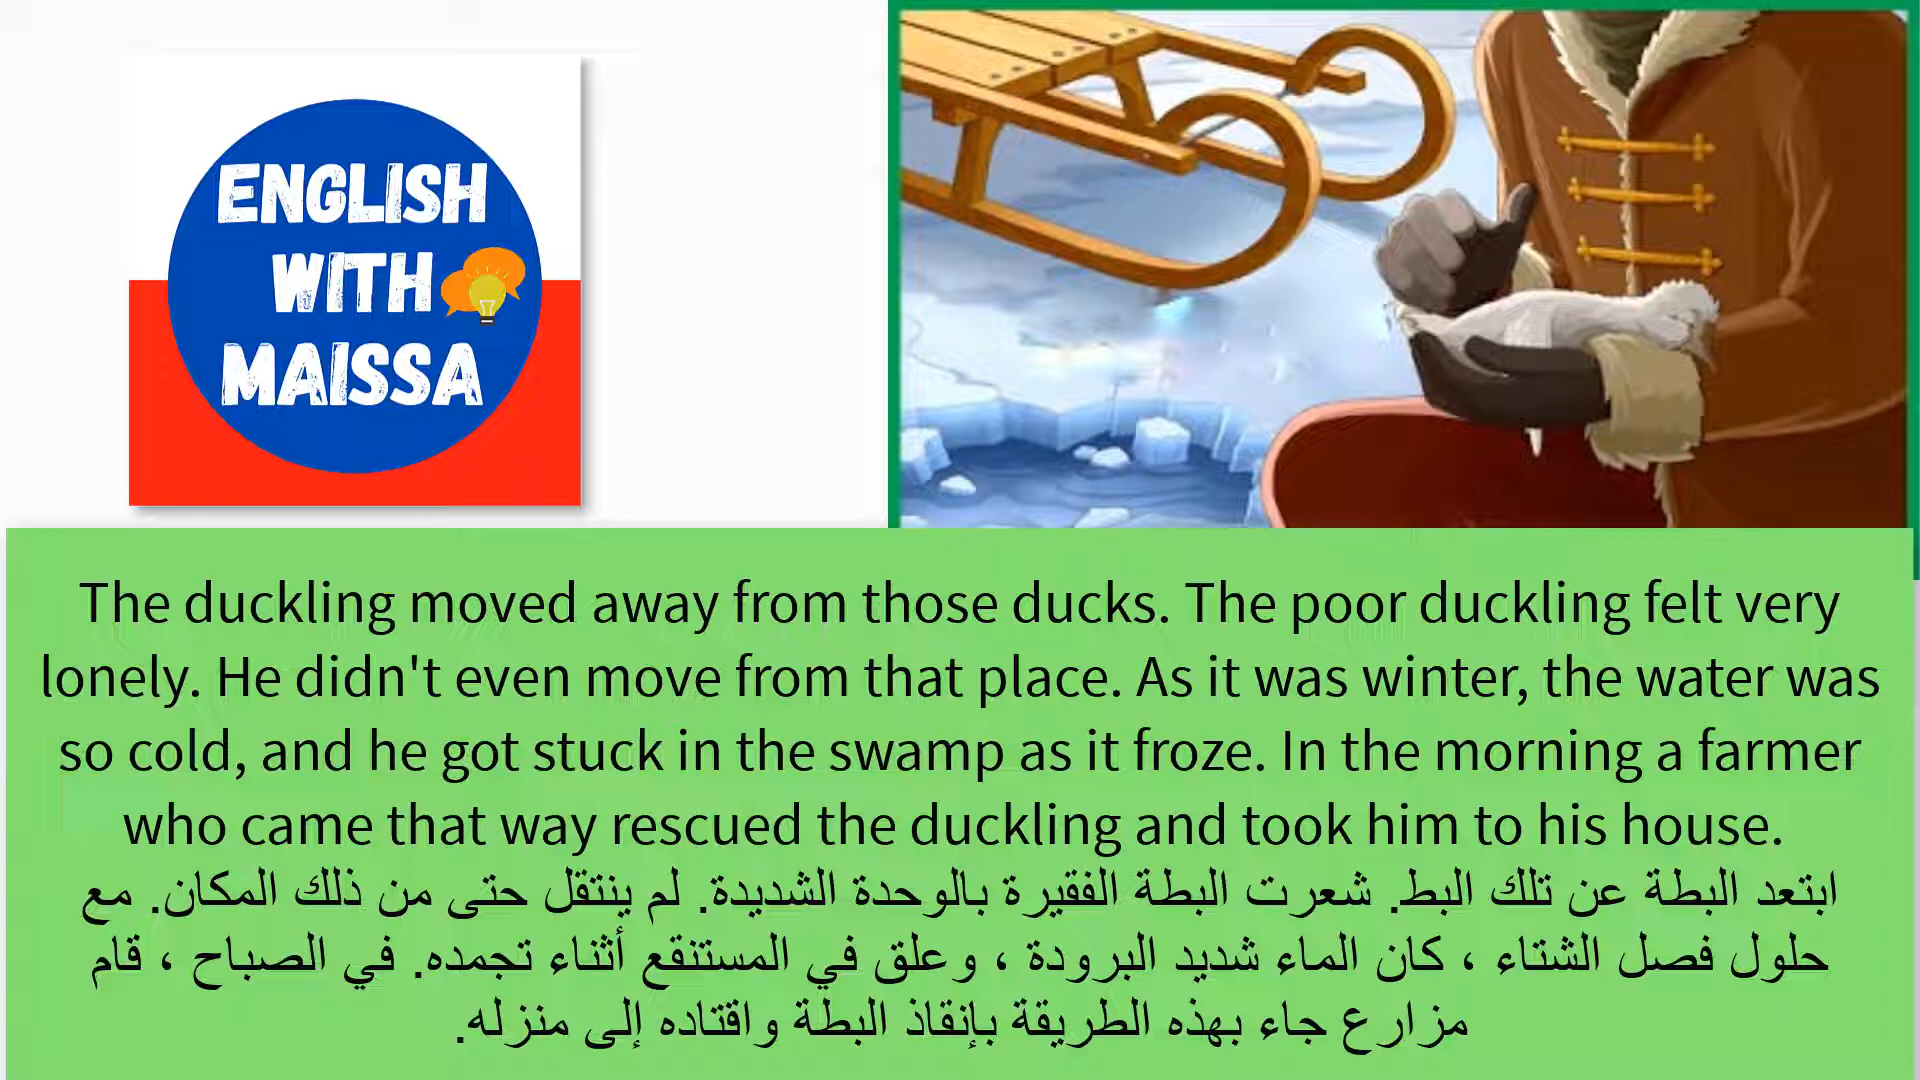 ENGLISH
WITH
MAISSA
The duckling moved away from those ducks. The poor duckling felt very
lonely. He didn't even move from that place. As it was winter, the water was
so cold, and he got stuck in the swamp as it froze. In the morning a farmer
who came that way rescued the duckling and took him to his house.
ابتعد البطة عن تلك البط. شعرت البطة الفقيرة بالوحدة الشديدة. لم ينتقل حتى من ذلك المكان. مع
حلول فصل الشتاء ، كان الماء شديد البرودة ، وعلق في المستنقع أثناء تجمده. في الصباح ، قام
مزارع جاء بهذه الطريقة بإنقاذ البطة واقتاده إلى منزله.